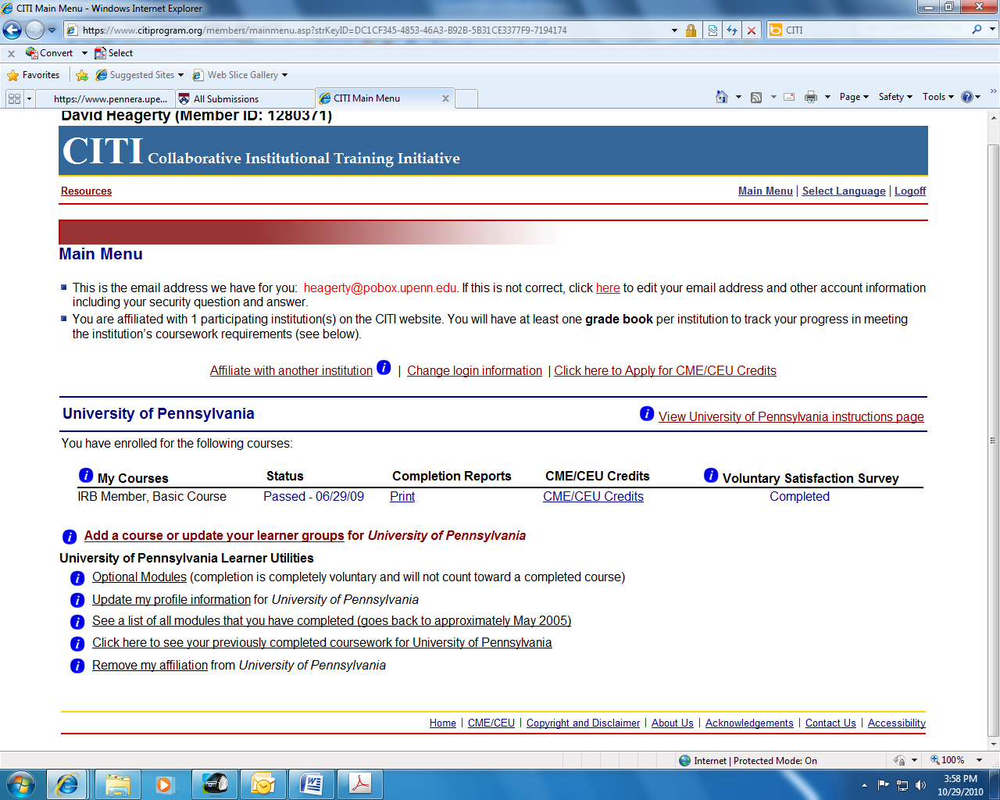 CITI Main Menu - Windows Internet Explorer
https://www.citiprogram.org/members/mainmenu.asp?strKeyID=DC1CF345-4853-46A3-B92B-5B31CE3377F9-7194174
CITI
x Convert Select
Favorites Suggested Sites Web Slice Gallery
https://www.pennera.upe... All Submissions CITI Main Menu Page Safety Tools
David Heagerty (Member ID: 1280371)
CITI Collaborative Institutional Training Initiative
Resources Main Menu | Select Language | Logoff
Main Menu
This is the email address we have for you: heagerty@pobox.upenn.edu. If this is not correct, click here to edit your email address and other account information
including your security question and answer.
You are affiliated with 1 participating institution(s) on the CITI website. You will have at least one grade book per institution to track your progress in meeting
the institution's coursework requirements (see below).
Affiliate with another institution i | Change login information | Click here to Apply for CME/CEU Credits
University of Pennsylvania i View University of Pennsylvania instructions page
You have enrolled for the following courses:
i My Courses Status Completion Reports CME/CEU Credits i Voluntary Satisfaction Survey
IRB Member, Basic Course Passed - 06/29/09 Print CME/CEU Credits Completed
i Add a course or update your learner groups for University of Pennsylvania
University of Pennsylvania Learner Utilities
i Optional Modules (completion is completely voluntary and will not count toward a completed course)
i Update my profile information for University of Pennsylvania
i See a list of all modules that you have completed (goes back to approximately May 2005)
i Click here to see your previously completed coursework for University of Pennsylvania
i Remove my affiliation from University of Pennsylvania
Home | CME/CEU | Copyright and Disclaimer | About Us | Acknowledgements | Contact Us | Accessibility
Internet | Protected Mode: On 100%
3:58 PM
10/29/2010